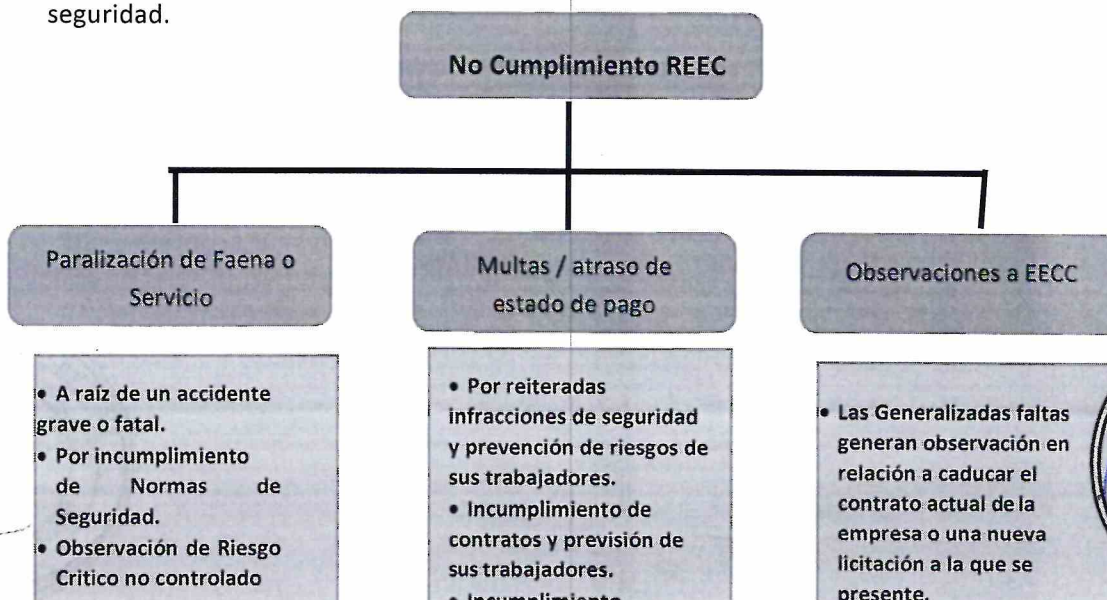 seguridad.
No Cumplimiento REEC
Paralización de Faena o
Servicio
• A raíz de un accidente
grave o fatal.
• Por incumplimiento
de Normas de
Seguridad.
• Observación de Riesgo
Critico no controlado
Multas / atraso de
estado de pago
• Por reiteradas
infracciones de seguridad
y prevención de riesgos de
sus trabajadores.
• Incumplimiento de
contratos y previsión de
sus trabajadores.
• Incumplimiento
Observaciones a EECC
• Las Generalizadas faltas
generan observación en
relación a caducar el
contrato actual de la
empresa o una nueva
licitación a la que se
presente.